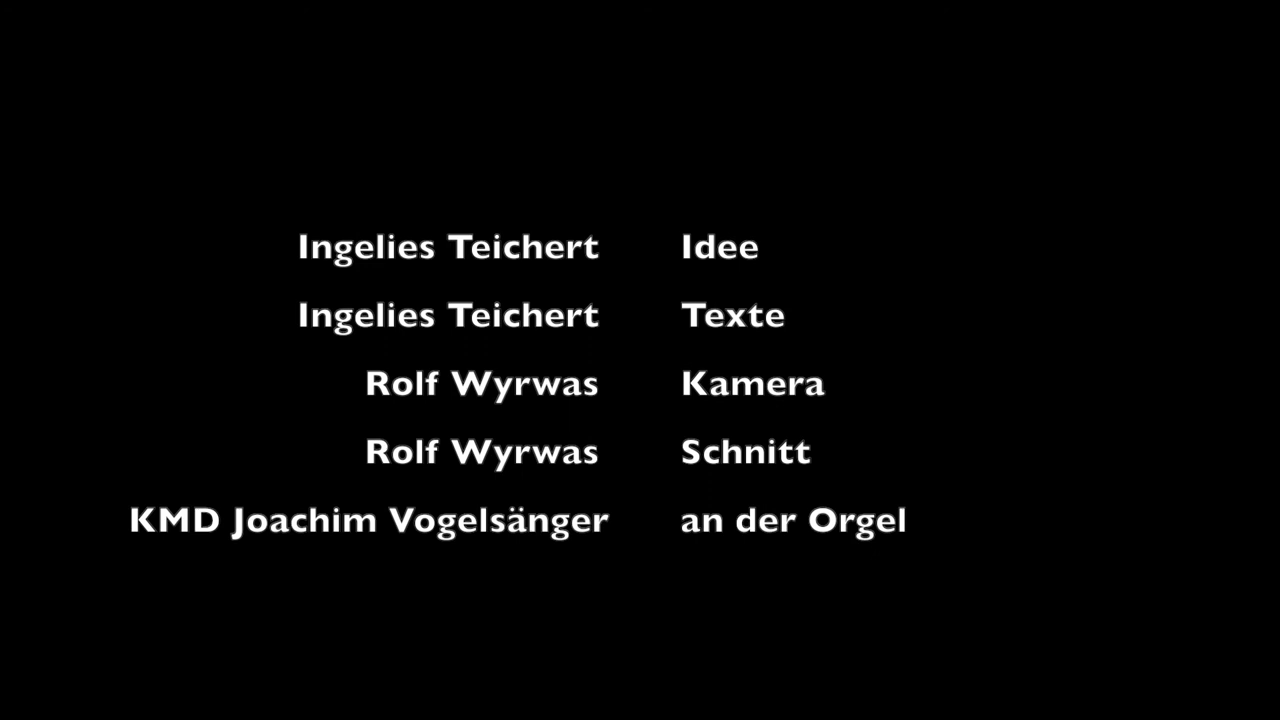 Ingelies Teichert Idee
Ingelies Teichert Texte
Rolf Wyrwas Kamera
Rolf Wyrwas Schnitt
KMD Joachim Vogelsänger an der Orgel